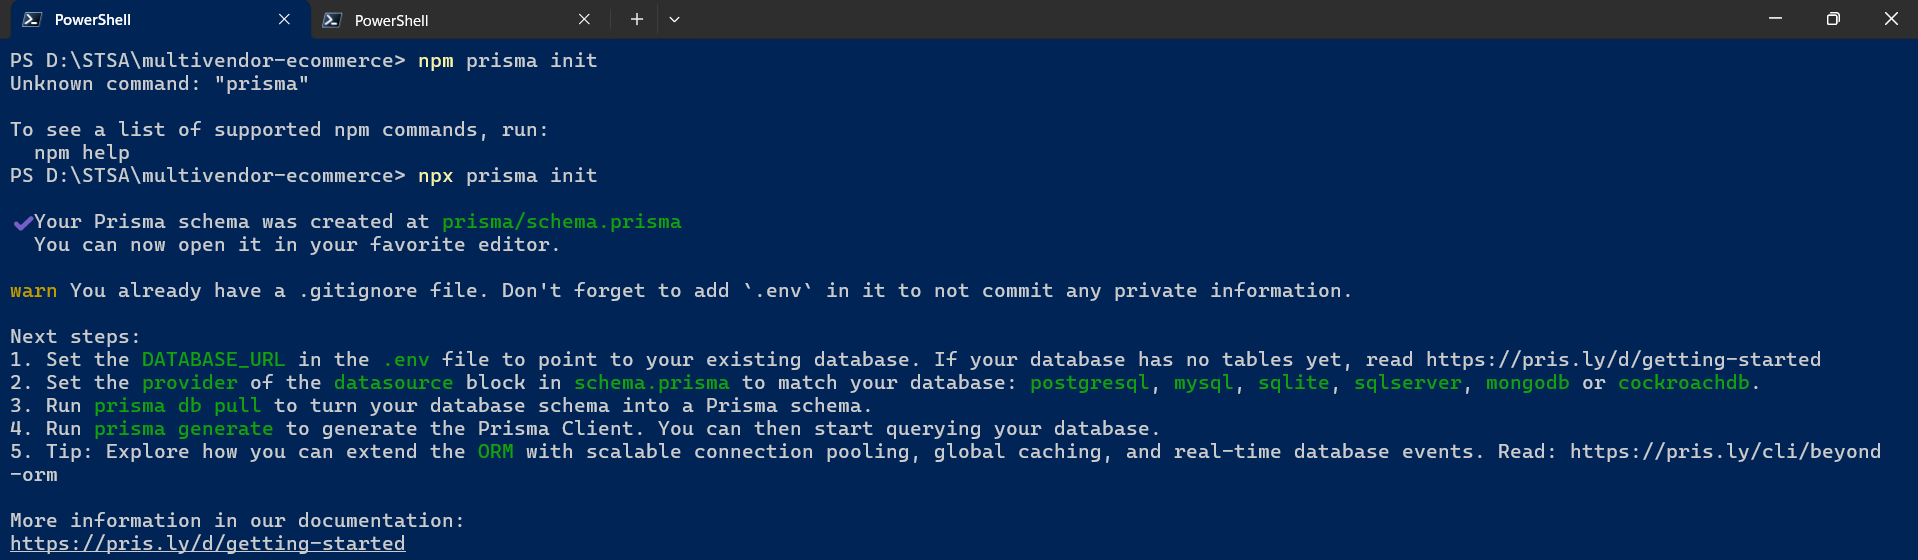 PowerShell
PowerShell
PS D:\STSA\multivendor-ecommerce> npm prisma init
Unknown command: "prisma"
To see a list of supported npm commands, run:
npm help
PS D:\STSA\multivendor-ecommerce> npx prisma init
Your Prisma schema was created at prisma/schema.prisma
You can now open it in your favorite editor.
warn You already have a .gitignore file. Don't forget to add `.env` in it to not commit any private information.
Next steps:
1. Set the DATABASE_URL in the .env file to point to your existing database. If your database has no tables yet, read https://pris.ly/d/getting-started
2. Set the provider of the datasource block in schema.prisma to match your database: postgresql, mysql, sqlite, sqlserver, mongodb or cockroachdb.
3. Run prisma db pull to turn your database schema into a Prisma schema.
4. Run prisma generate to generate the Prisma Client. You can then start querying your database.
5. Tip: Explore how you can extend the ORM with scalable connection pooling, global caching, and real-time database events. Read: https://pris.ly/cli/beyond
-orm
More information in our documentation:
https://pris.ly/d/getting-started